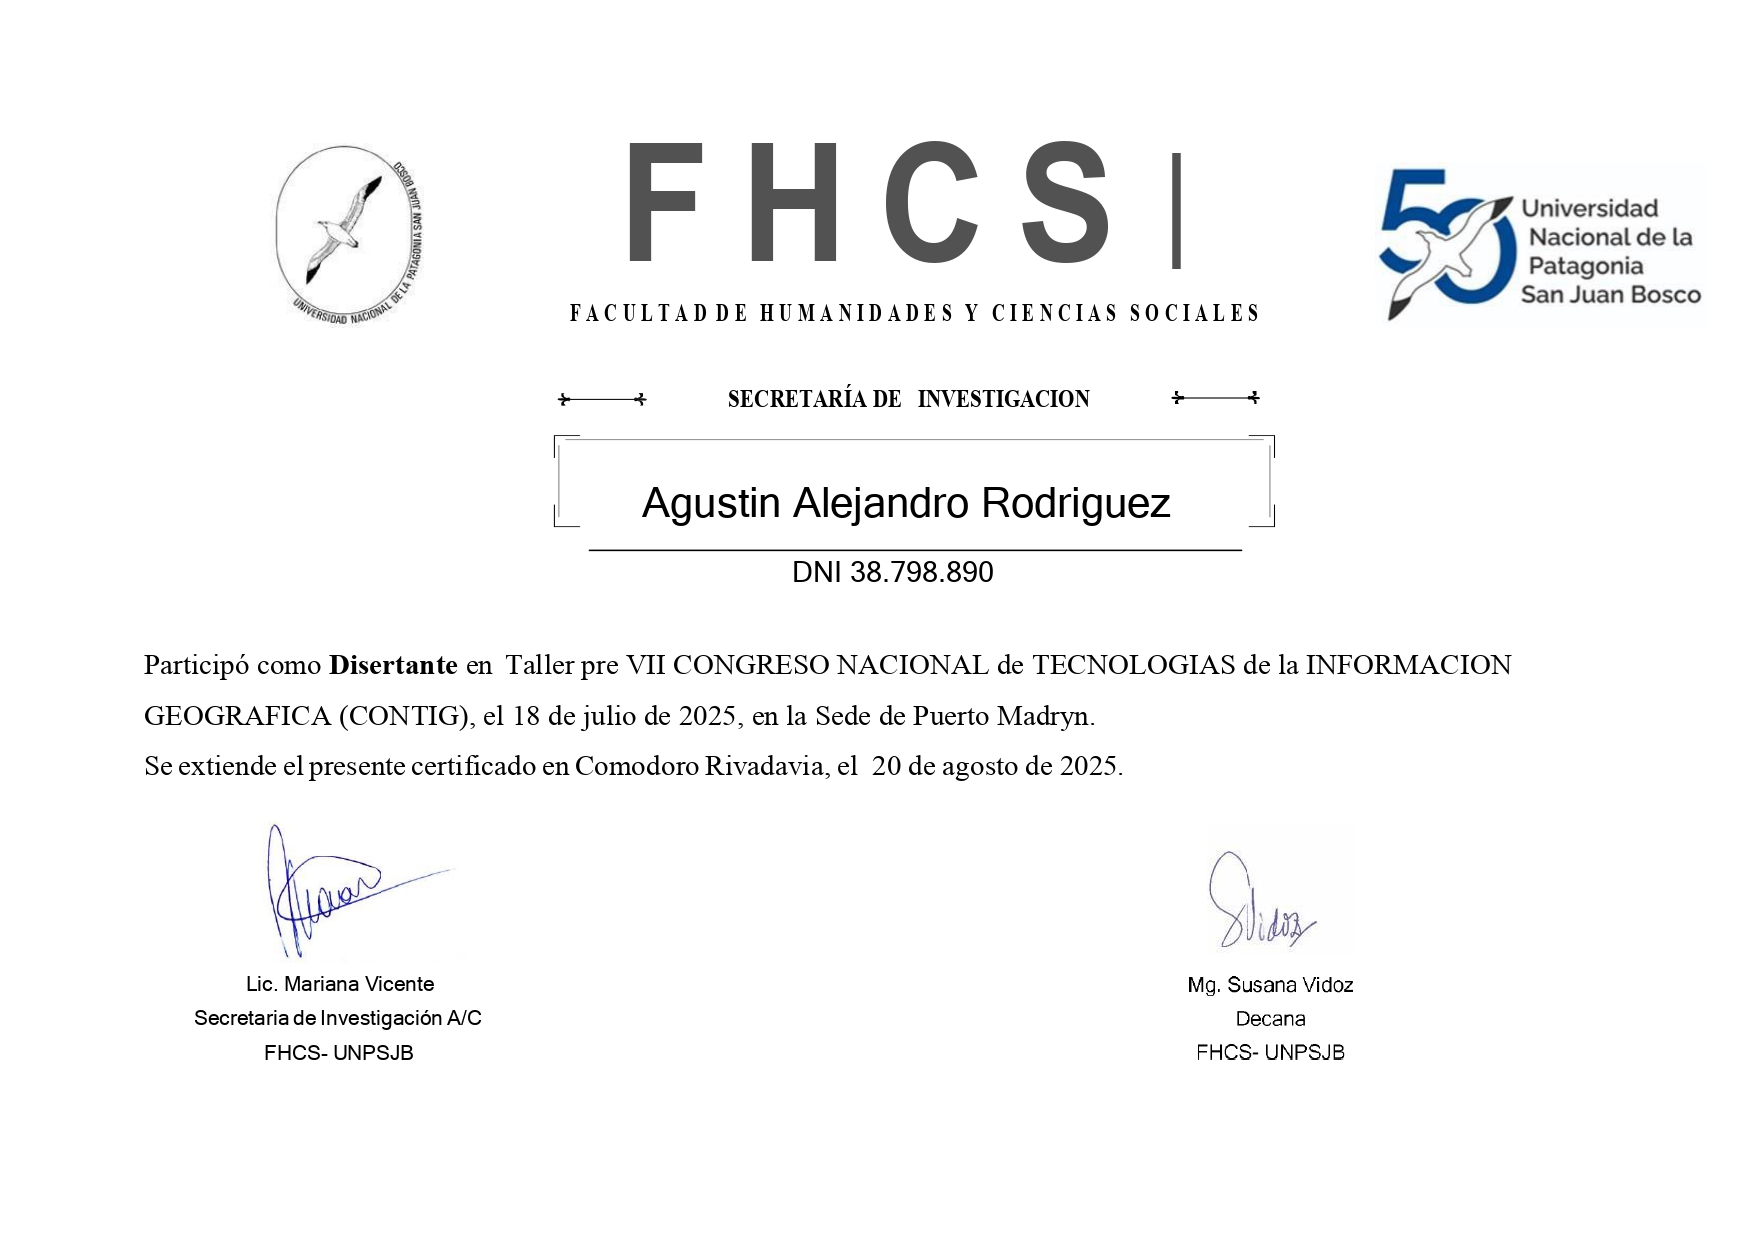 UNIVERSIDAD NACIONAL DE LA PATAGONIA SAN JUAN BOSCO
FHCS
FACULTAD DE HUMANIDADES Y CIENCIAS SOCIALES
50
Universidad
Nacional de la
Patagonia
San Juan Bosco
SECRETARÍA DE INVESTIGACION
Agustin Alejandro Rodriguez
DNI 38.798.890
Participó como Disertante en Taller pre VII CONGRESO NACIONAL de TECNOLOGIAS de la INFORMACION
GEOGRAFICA (CONTIG), el 18 de julio de 2025, en la Sede de Puerto Madryn.
Se extiende el presente certificado en Comodoro Rivadavia, el 20 de agosto de 2025.
SVidoz
Lic. Mariana Vicente
Secretaria de Investigación A/C
FHCS- UNPSJB
Mg. Susana Vidoz
Decana
FHCS- UNPSJB